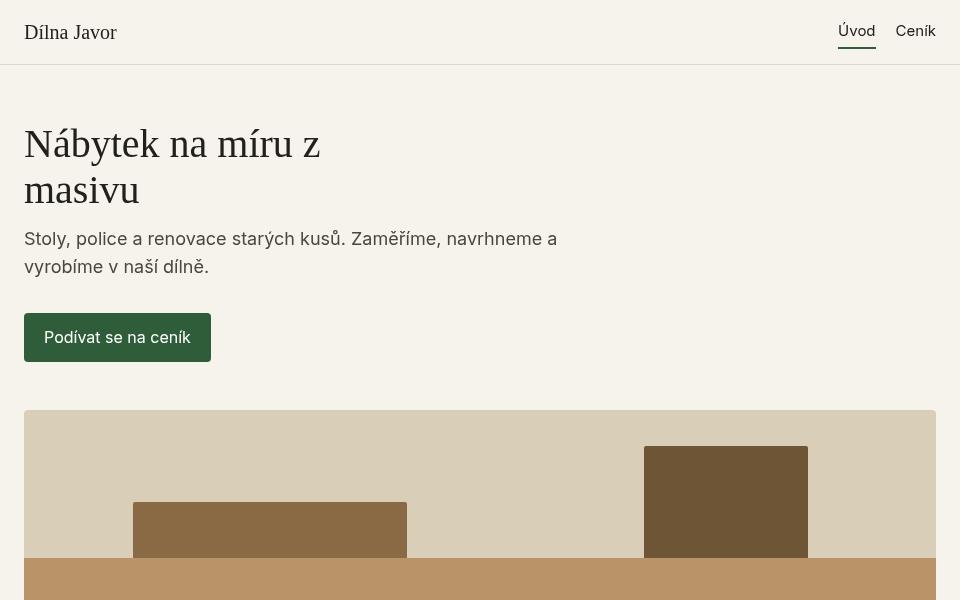 Dílna Javor
Úvod
Ceník
Nábytek na míru z
masivu
Stoly, police a renovace starých kusů. Zaměříme, navrhneme a
vyrobíme v naší dílně.
Podívat se na ceník